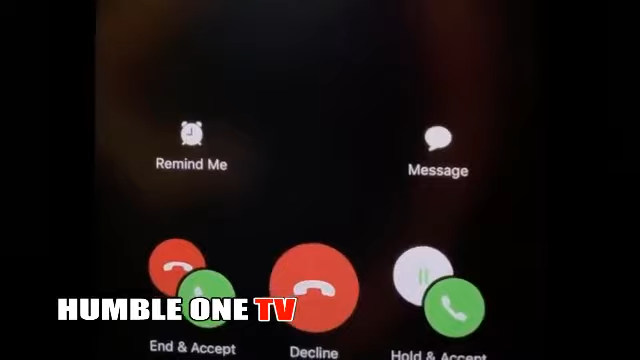 Remind Me
Message
HUMBLE ONE TV
End & Accept
Decline
Hold & Accept